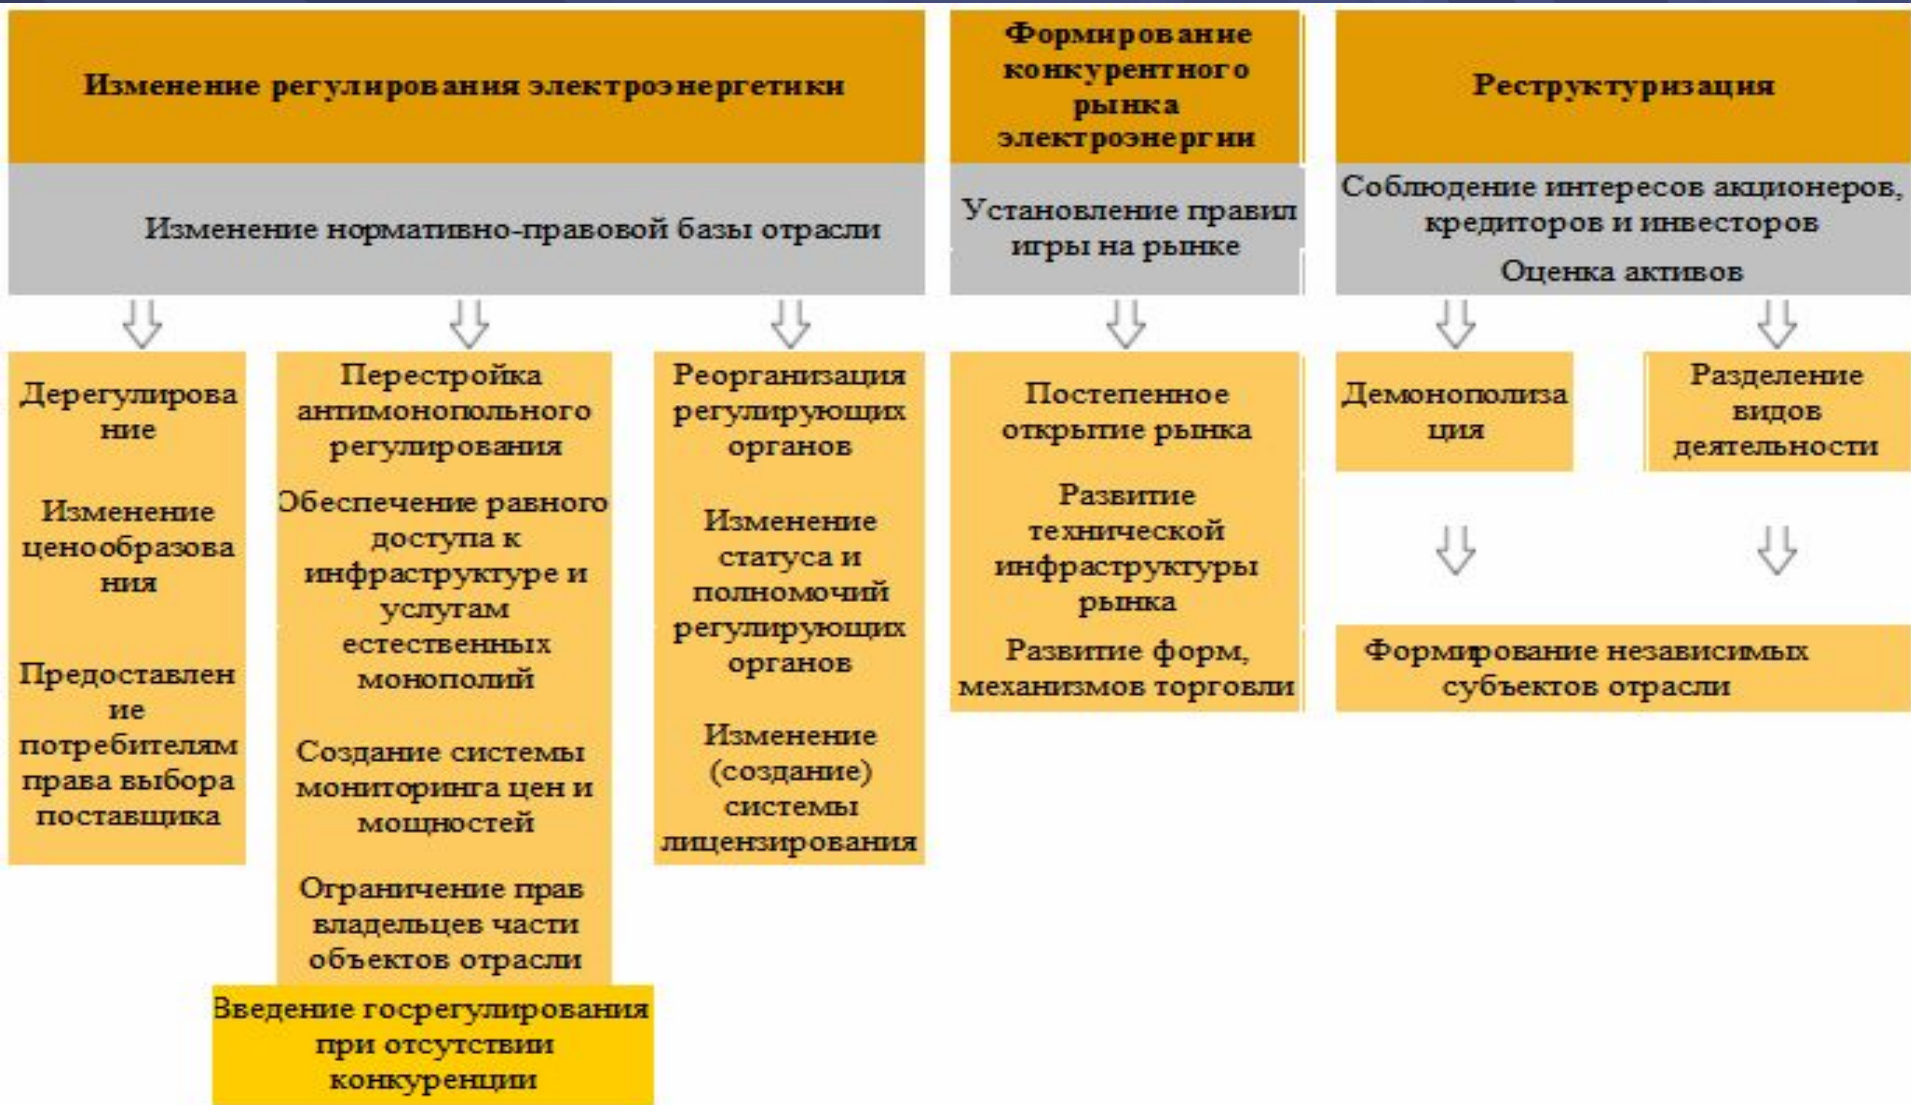 Изменение регулирования электроэнергетики
Формирование
конкурентного
рынка
электроэнергии
Реструктуризация
Изменение нормативно-правовой базы отрасли
Установление правил
игры на рынке
Соблюдение интересов акционеров,
кредиторов и инвесторов
Оценка активов
Дерегулирова
ние
Изменение
ценообразова
ния
Предоставлен
ие
потребителям
права выбора
поставщика
Перестройка
антимонопольного
регулирования
Обеспечение равного
доступа к
инфраструктуре и
услугам
естественных
монополий
Создание системы
мониторинга цен и
мощностей
Ограничение прав
владельцев части
объектов отрасли
Введение госрегулирования
при отсутствии
конкуренции
Реорганизация
регулирующих
органов
Изменение
статуса и
полномочий
регулирующих
органов
Изменение
(создание)
системы
лицензирования
Постепенное
открытие рынка
Развитие
технической
инфраструктуры
рынка
Развитие форм,
механизмов торговли
Демонополиза
ция
Разделение
видов
деятельности
Формирование независимых
субъектов отрасли